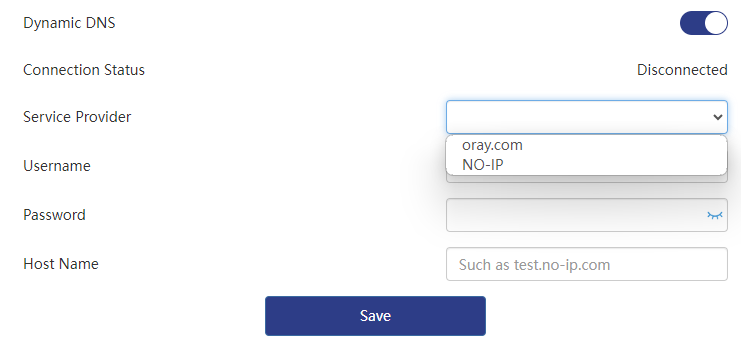 Dynamic DNS
Connection Status Disconnected
Service Provider
oray.com
NO-IP
Username
Password
Host Name Such as test.no-ip.com
Save